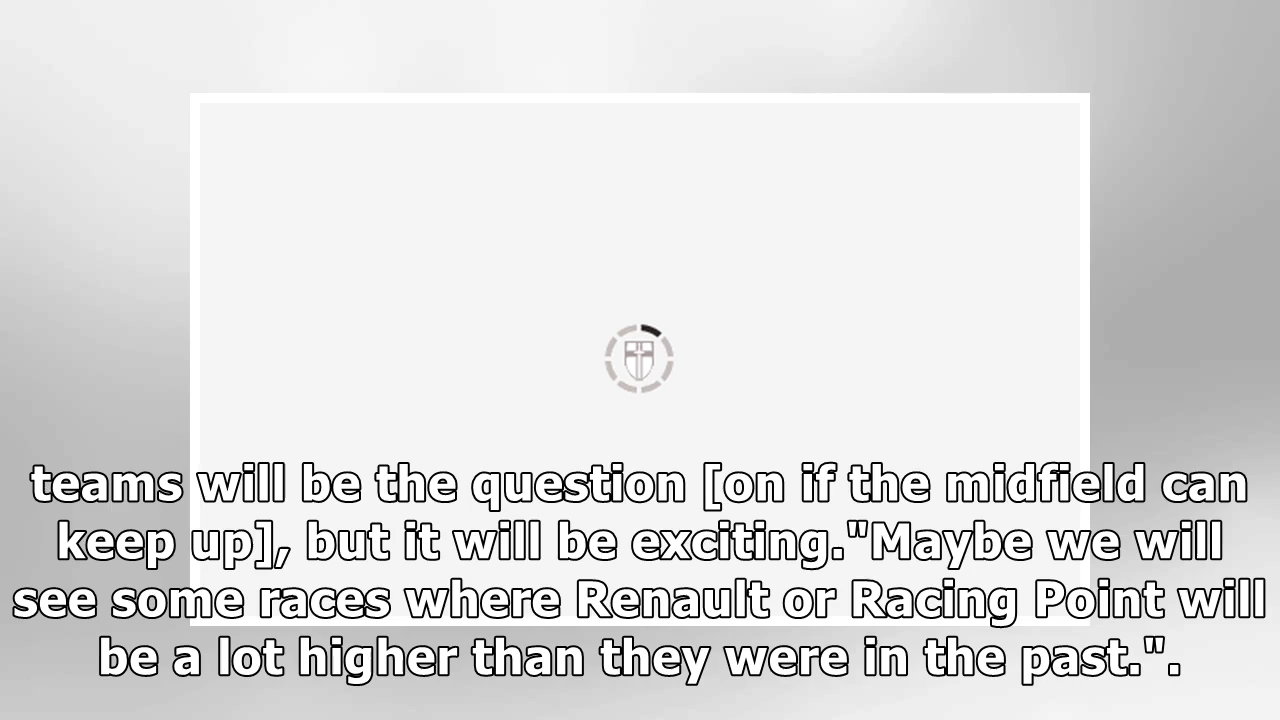 teams will be the question [on if the midfield can
keep up], but it will be exciting."Maybe we will
see some races where Renault or Racing Point will
be a lot higher than they were in the past.".